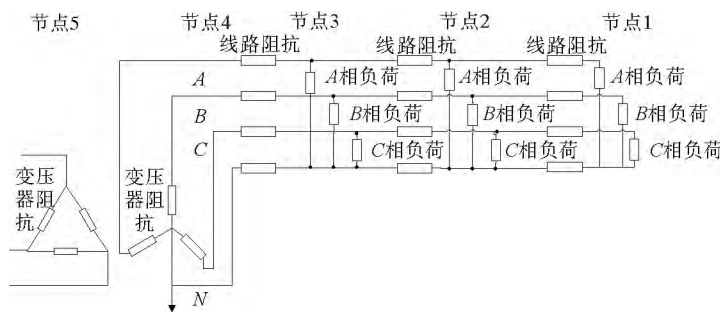 节点5
节点4
节点3
节点2
节点1
线路阻抗
线路阻抗
线路阻抗
A
A相负荷
A相负荷
A相负荷
B
B相负荷
B相负荷
B相负荷
C
C相负荷
C相负荷
C相负荷
变压
器阻
抗
变压
器阻
抗
N